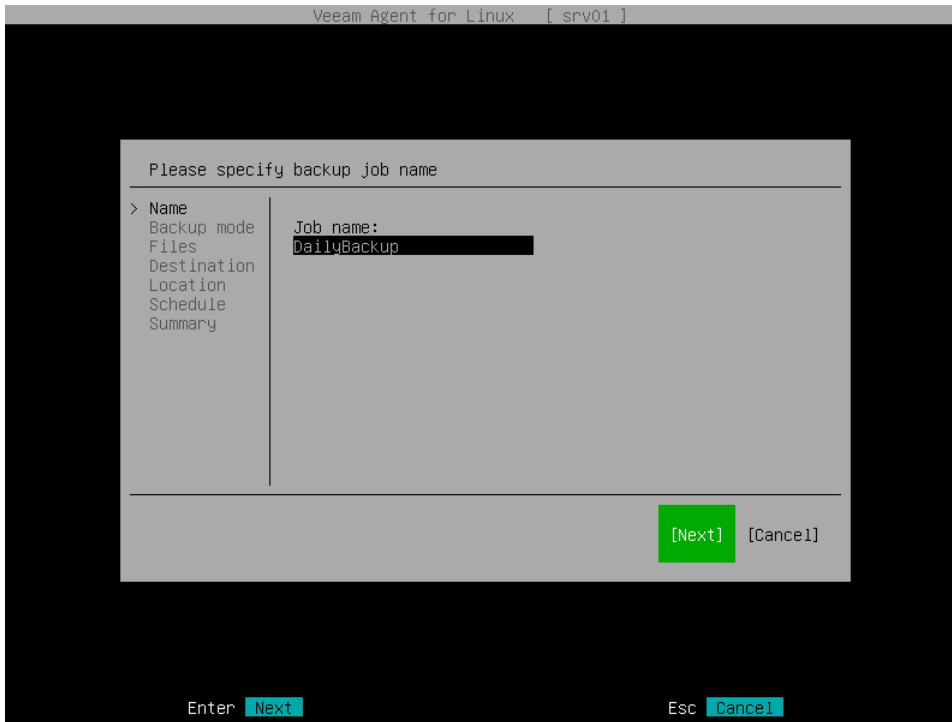 Veeam Agent for Linux [ srv01 ]
Please specify backup job name
> Name
Backup mode
Files
Destination
Location
Schedule
Summary
Job name:
DailyBackup
[Next] [Cancel]
Enter Next Esc Cancel